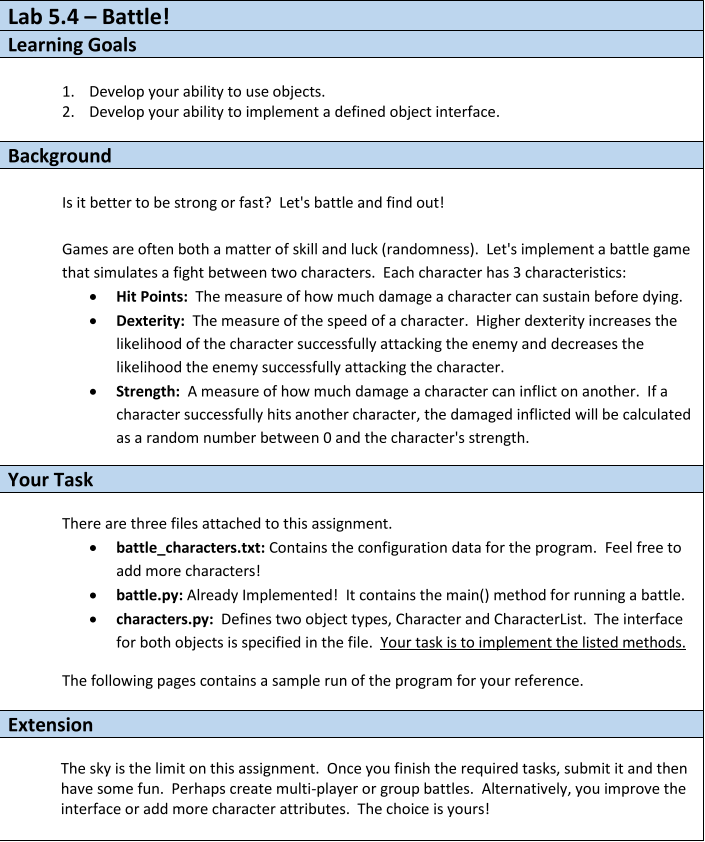 Lab 5.4 – Battle!
Learning Goals
1. Develop your ability to use objects.
2. Develop your ability to implement a defined object interface.
Background
Is it better to be strong or fast? Let's battle and find out!
Games are often both a matter of skill and luck (randomness). Let's implement a battle game
that simulates a fight between two characters. Each character has 3 characteristics:
• Hit Points: The measure of how much damage a character can sustain before dying.
• Dexterity: The measure of the speed of a character. Higher dexterity increases the
likelihood of the character successfully attacking the enemy and decreases the
likelihood the enemy successfully attacking the character.
• Strength: A measure of how much damage a character can inflict on another. If a
character successfully hits another character, the damaged inflicted will be calculated
as a random number between 0 and the character's strength.
Your Task
There are three files attached to this assignment.
• battle_characters.txt: Contains the configuration data for the program. Feel free to
add more characters!
• battle.py: Already Implemented! It contains the main() method for running a battle.
• characters.py: Defines two object types, Character and CharacterList. The interface
for both objects is specified in the file. Your task is to implement the listed methods.
The following pages contains a sample run of the program for your reference.
Extension
The sky is the limit on this assignment. Once you finish the required tasks, submit it and then
have some fun. Perhaps create multi-player or group battles. Alternatively, you improve the
interface or add more character attributes. The choice is yours!